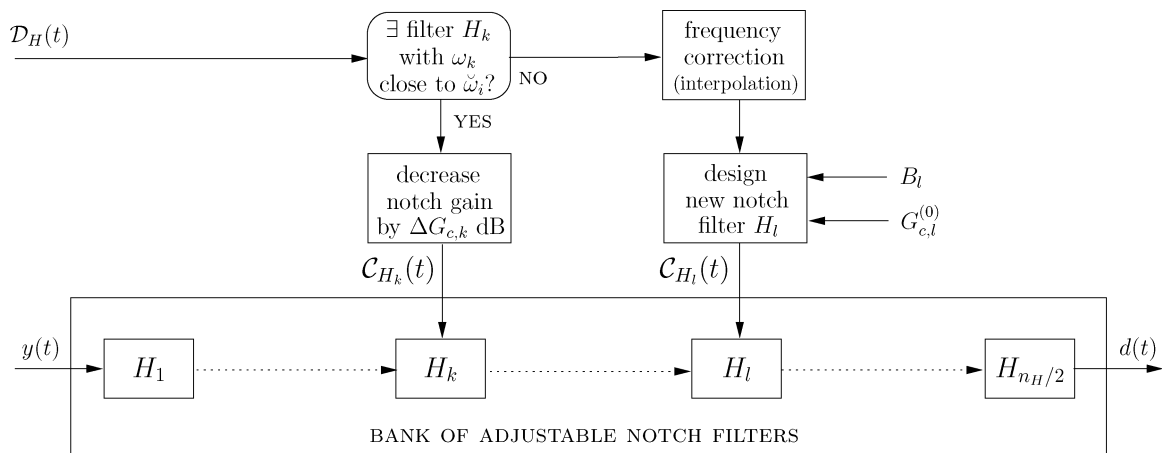 𝒟_H(t)
∃ filter H_k
with ω_k
close to ω̆_i?
NO
YES
frequency
correction
(interpolation)
decrease
notch gain
by ΔG_{c,k} dB
design
new notch
filter H_l
B_l
G_{c,l}^{(0)}
𝒞_{H_k}(t)
𝒞_{H_l}(t)
y(t)
H_1
H_k
H_l
H_{n_H/2}
d(t)
BANK OF ADJUSTABLE NOTCH FILTERS